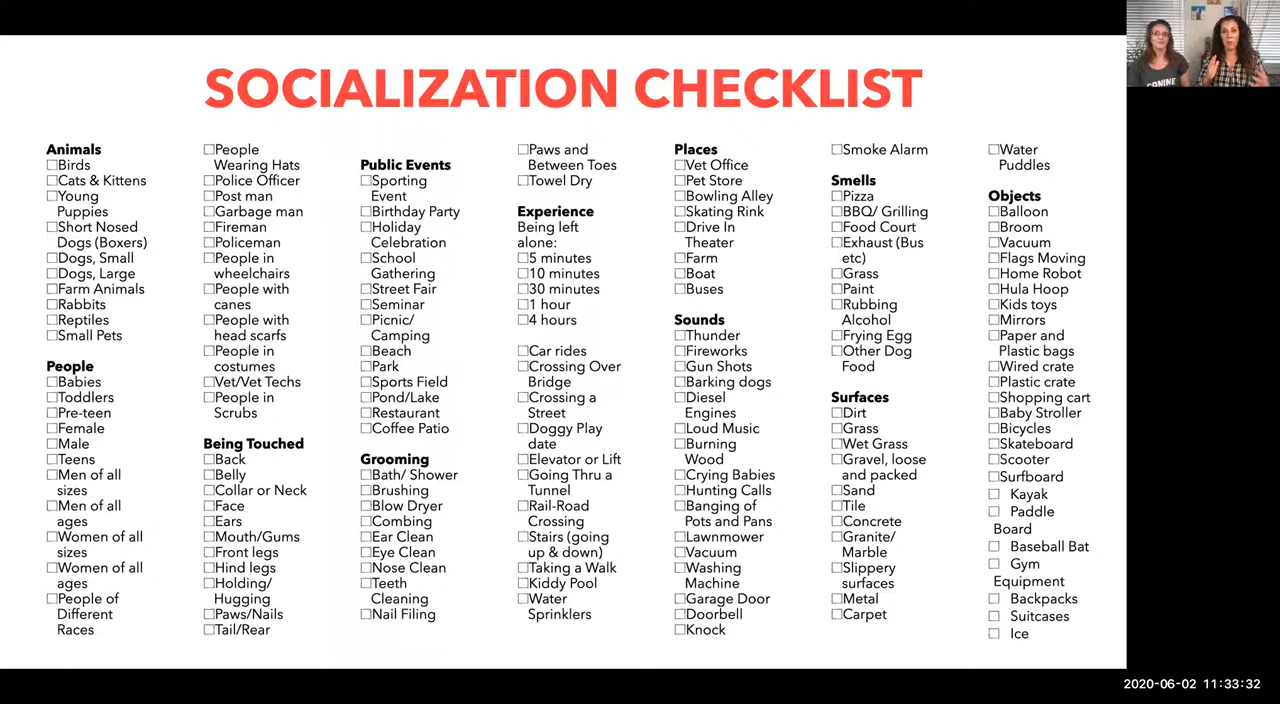 SOCIALIZATION CHECKLIST
Animals
☐Birds
☐Cats & Kittens
☐Young
Puppies
☐Short Nosed
Dogs (Boxers)
☐Dogs, Small
☐Dogs, Large
☐Farm Animals
☐Rabbits
☐Reptiles
☐Small Pets
People
☐Babies
☐Toddlers
☐Pre-teen
☐Female
☐Male
☐Teens
☐Men of all
sizes
☐Men of all
ages
☐Women of all
sizes
☐Women of all
ages
☐People of
Different
Races
☐People
Wearing Hats
☐Police Officer
☐Post man
☐Garbage man
☐Fireman
☐Policeman
☐People in
wheelchairs
☐People with
canes
☐People with
head scarfs
☐People in
costumes
☐Vet/Vet Techs
☐People in
Scrubs
Being Touched
☐Back
☐Belly
☐Collar or Neck
☐Face
☐Ears
☐Mouth/Gums
☐Front legs
☐Hind legs
☐Holding/
Hugging
☐Paws/Nails
☐Tail/Rear
Public Events
☐Sporting
Event
☐Birthday Party
☐Holiday
Celebration
☐School
Gathering
☐Street Fair
☐Seminar
☐Picnic/
Camping
☐Beach
☐Park
☐Sports Field
☐Pond/Lake
☐Restaurant
☐Coffee Patio
Grooming
☐Bath/ Shower
☐Brushing
☐Blow Dryer
☐Combing
☐Ear Clean
☐Eye Clean
☐Nose Clean
☐Teeth
Cleaning
☐Nail Filing
☐Paws and
Between Toes
☐Towel Dry
Experience
Being left
alone:
☐5 minutes
☐10 minutes
☐30 minutes
☐1 hour
☐4 hours
☐Car rides
☐Crossing Over
Bridge
☐Crossing a
Street
☐Doggy Play
date
☐Elevator or Lift
☐Going Thru a
Tunnel
☐Rail-Road
Crossing
☐Stairs (going
up & down)
☐Taking a Walk
☐Kiddy Pool
☐Water
Sprinklers
Places
☐Vet Office
☐Pet Store
☐Bowling Alley
☐Skating Rink
☐Drive In
Theater
☐Farm
☐Boat
☐Buses
Sounds
☐Thunder
☐Fireworks
☐Gun Shots
☐Barking dogs
☐Diesel
Engines
☐Loud Music
☐Burning
Wood
☐Crying Babies
☐Hunting Calls
☐Banging of
Pots and Pans
☐Lawnmower
☐Vacuum
☐Washing
Machine
☐Garage Door
☐Doorbell
☐Knock
☐Smoke Alarm
Smells
☐Pizza
☐BBQ/ Grilling
☐Food Court
☐Exhaust (Bus
etc)
☐Grass
☐Paint
☐Rubbing
Alcohol
☐Frying Egg
☐Other Dog
Food
Surfaces
☐Dirt
☐Grass
☐Wet Grass
☐Gravel, loose
and packed
☐Sand
☐Tile
☐Concrete
☐Granite/
Marble
☐Slippery
surfaces
☐Metal
☐Carpet
☐Water
Puddles
Objects
☐Balloon
☐Broom
☐Vacuum
☐Flags Moving
☐Home Robot
☐Hula Hoop
☐Kids toys
☐Mirrors
☐Paper and
Plastic bags
☐Wired crate
☐Plastic crate
☐Shopping cart
☐Baby Stroller
☐Bicycles
☐Skateboard
☐Scooter
☐Surfboard
☐ Kayak
☐ Paddle
Board
☐ Baseball Bat
☐ Gym
Equipment
☐ Backpacks
☐ Suitcases
☐ Ice
CANINE
2020-06-02 11:33:32